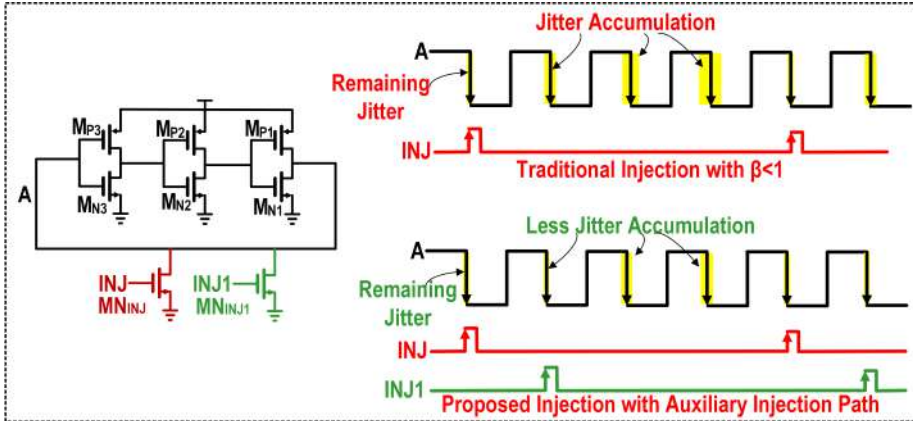 Jitter Accumulation
A
Remaining
Jitter
INJ
Traditional Injection with β<1
MP3
MP2
MP1
A
MN3
MN2
MN1
INJ
MNINJ
INJ1
MNINJ1
Less Jitter Accumulation
A
Remaining
Jitter
INJ
INJ1
Proposed Injection with Auxiliary Injection Path